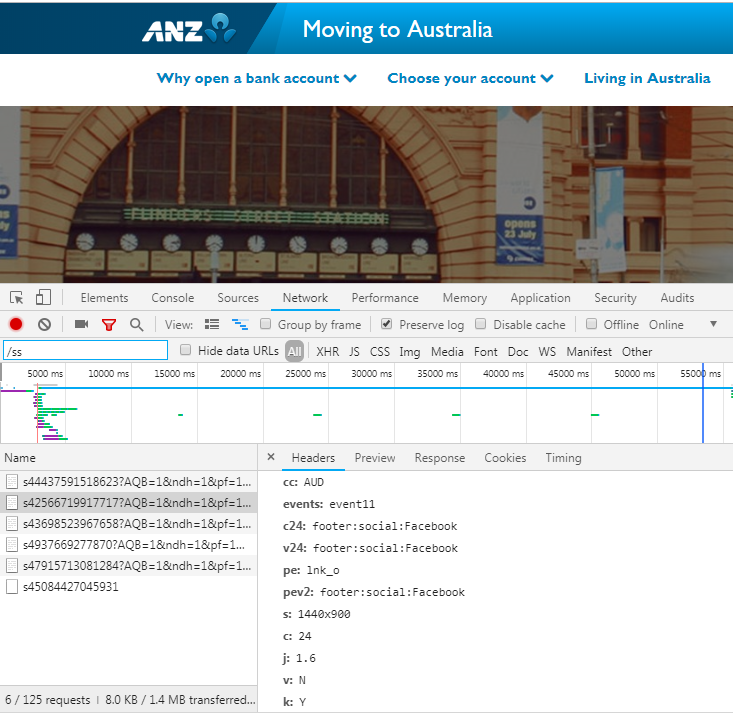 ANZ Moving to Australia
Why open a bank account Choose your account Living in Australia
FLINDERS STREET STATION
opens
23 July
Elements Console Sources Network Performance Memory Application Security Audits
View: Group by frame Preserve log Disable cache Offline Online
/ss Hide data URLs All XHR JS CSS Img Media Font Doc WS Manifest Other
5000 ms 10000 ms 15000 ms 20000 ms 25000 ms 30000 ms 35000 ms 40000 ms 45000 ms 50000 ms 55000 ms
Name × Headers Preview Response Cookies Timing
s44437591518623?AQB=1&ndh=1&pf=1... cc: AUD
s42566719917717?AQB=1&ndh=1&pf=1... events: event11
s43698523967658?AQB=1&ndh=1&pf=1... c24: footer:social:Facebook
s4937669277870?AQB=1&ndh=1&pf=1... v24: footer:social:Facebook
s47915713081284?AQB=1&ndh=1&pf=1... pe: lnk_o
s45084427045931 pev2: footer:social:Facebook
s: 1440x900
c: 24
j: 1.6
v: N
6 / 125 requests | 8.0 KB / 1.4 MB transferred... k: Y